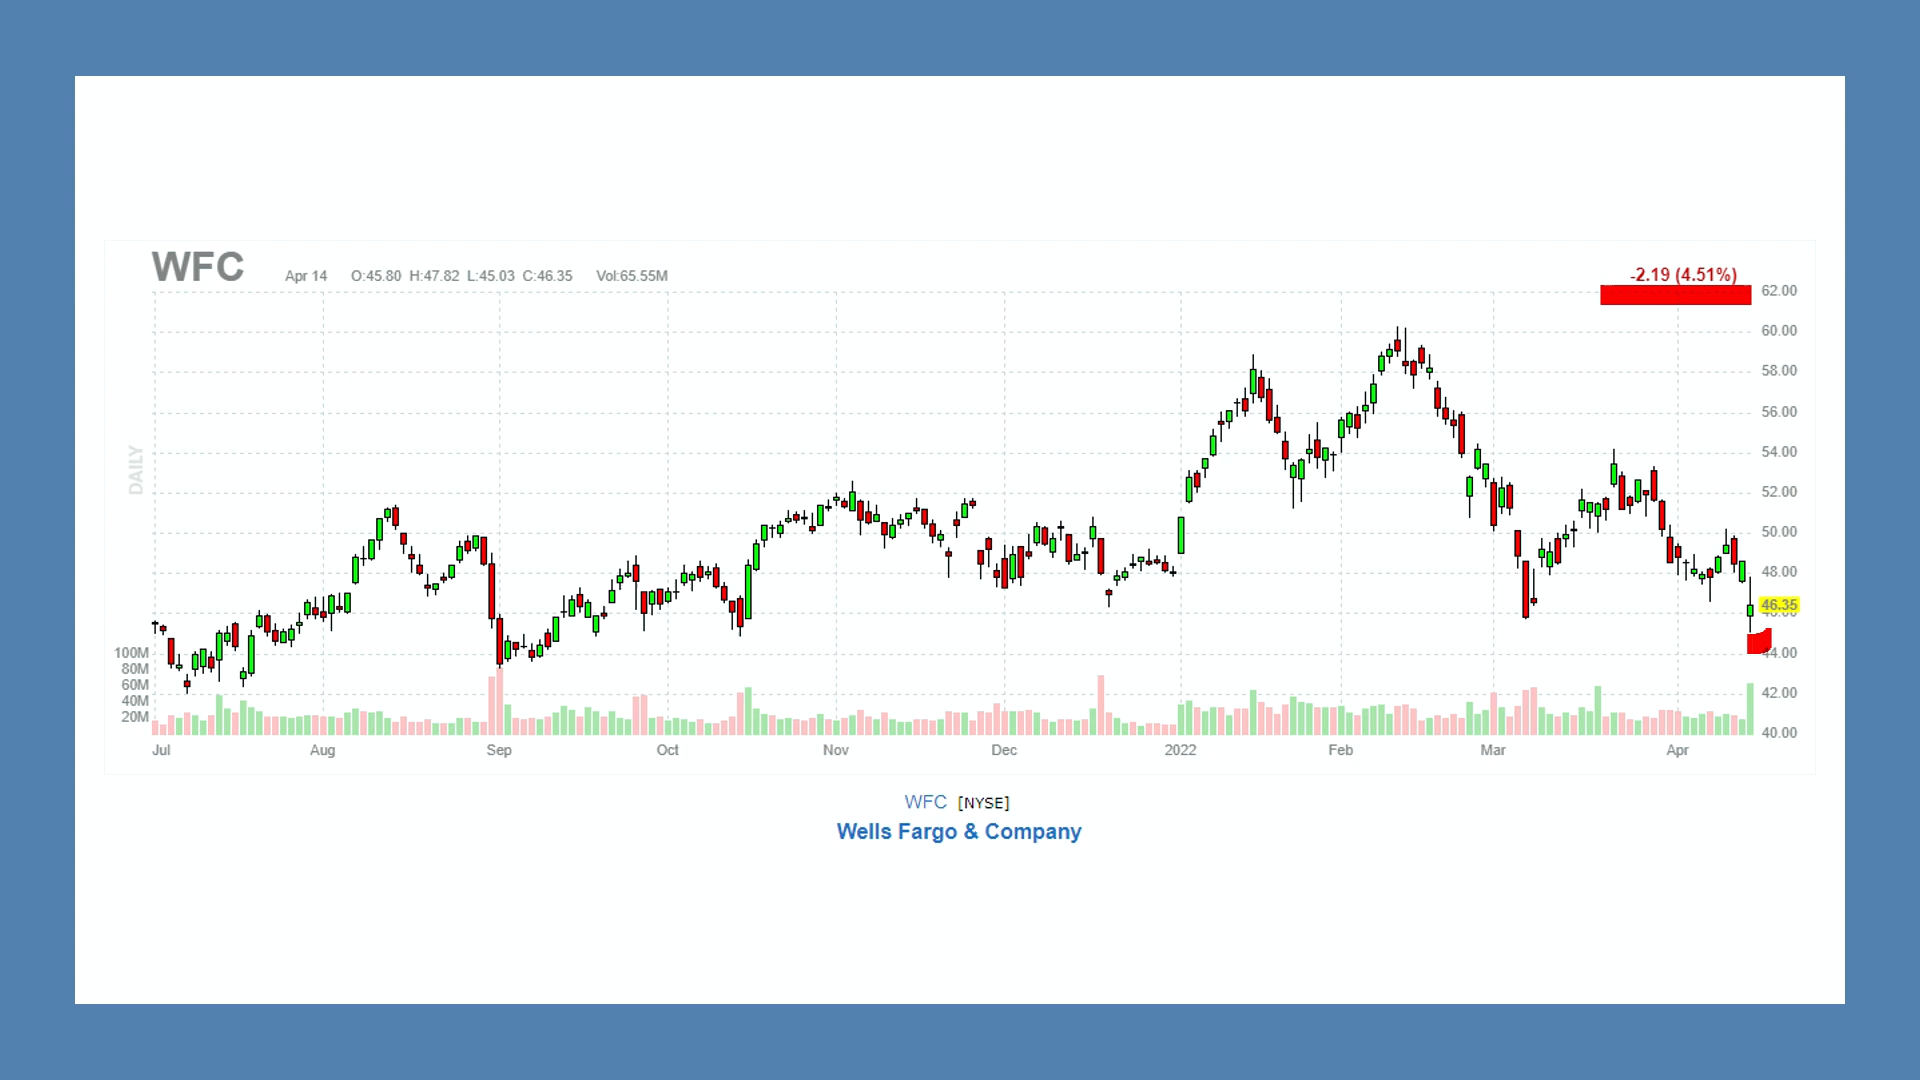 WFC Apr 14 O:45.80 H:47.82 L:45.03 C:46.35 Vol:65.55M -2.19 (4.51%)
62.00
60.00
58.00
56.00
54.00
DAILY
52.00
50.00
48.00
46.35
46.00
100M 44.00
80M
60M 42.00
40M
20M
40.00
Jul Aug Sep Oct Nov Dec 2022 Feb Mar Apr
WFC [NYSE]
Wells Fargo & Company